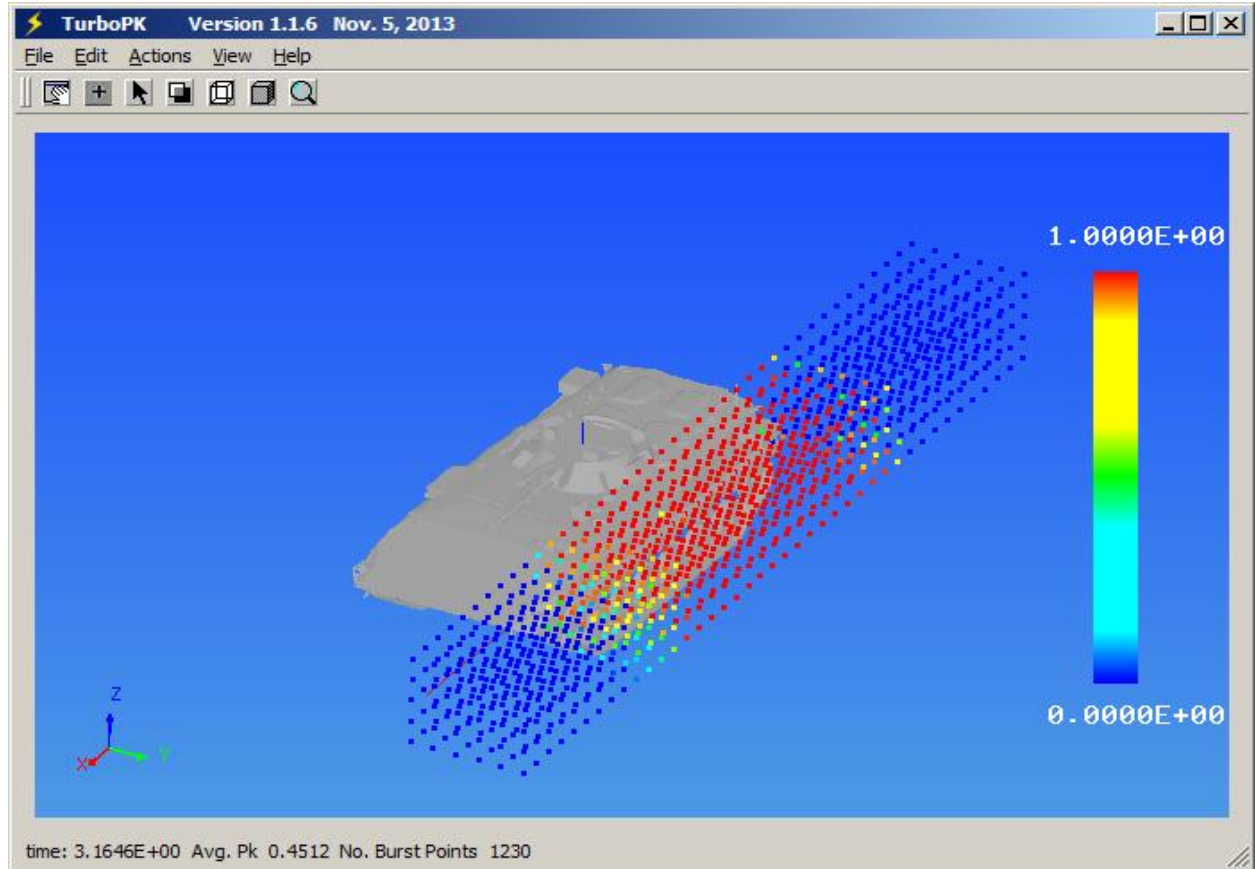 TurboPK Version 1.1.6 Nov. 5, 2013
File Edit Actions View Help
1.0000E+00
0.0000E+00
Z
X
Y
time: 3.1646E+00 Avg. Pk 0.4512 No. Burst Points 1230